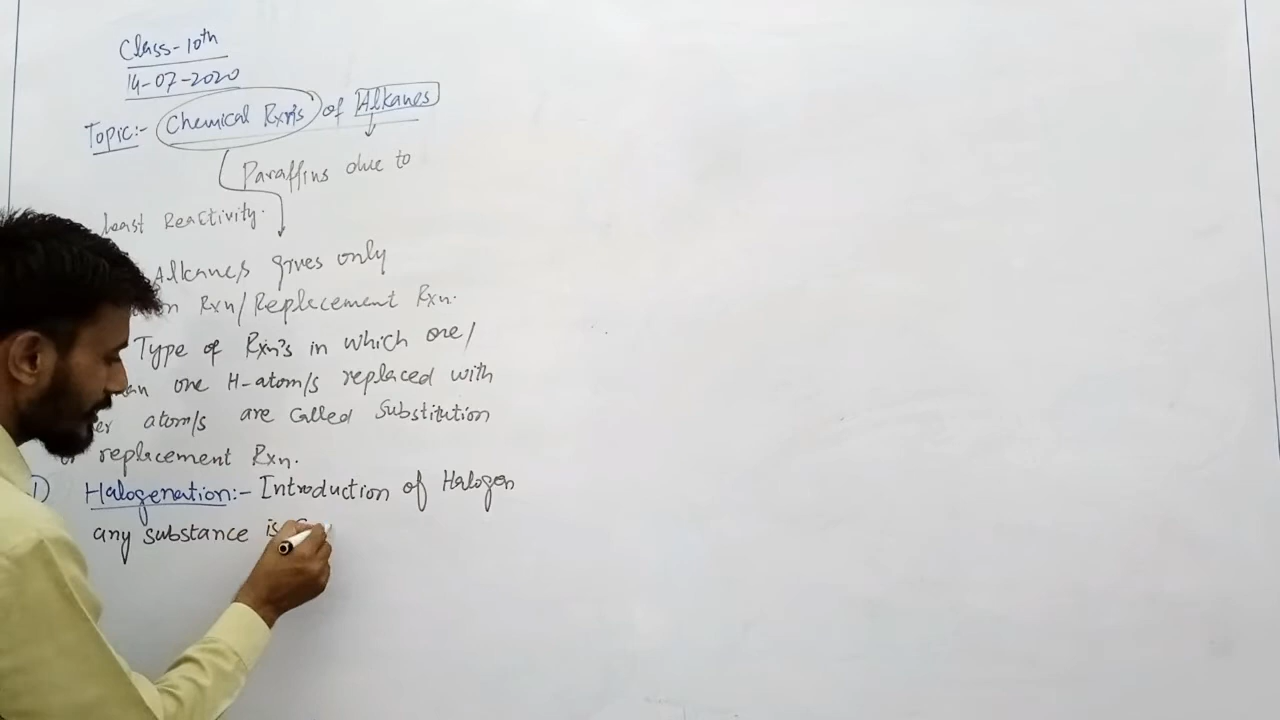 Class-10th
14-07-2020
Topic:- Chemical Rxn's of Alkanes
Paraffins due to
least Reactivity.
Alkane/s gives only
Rxn/Replacement Rxn.
Type of Rxn's in which one/
one H-atom/s replaced with
atom/s are called Substitution
replacement Rxn.
1) Halogenation:- Introduction of Halogen
any substance is